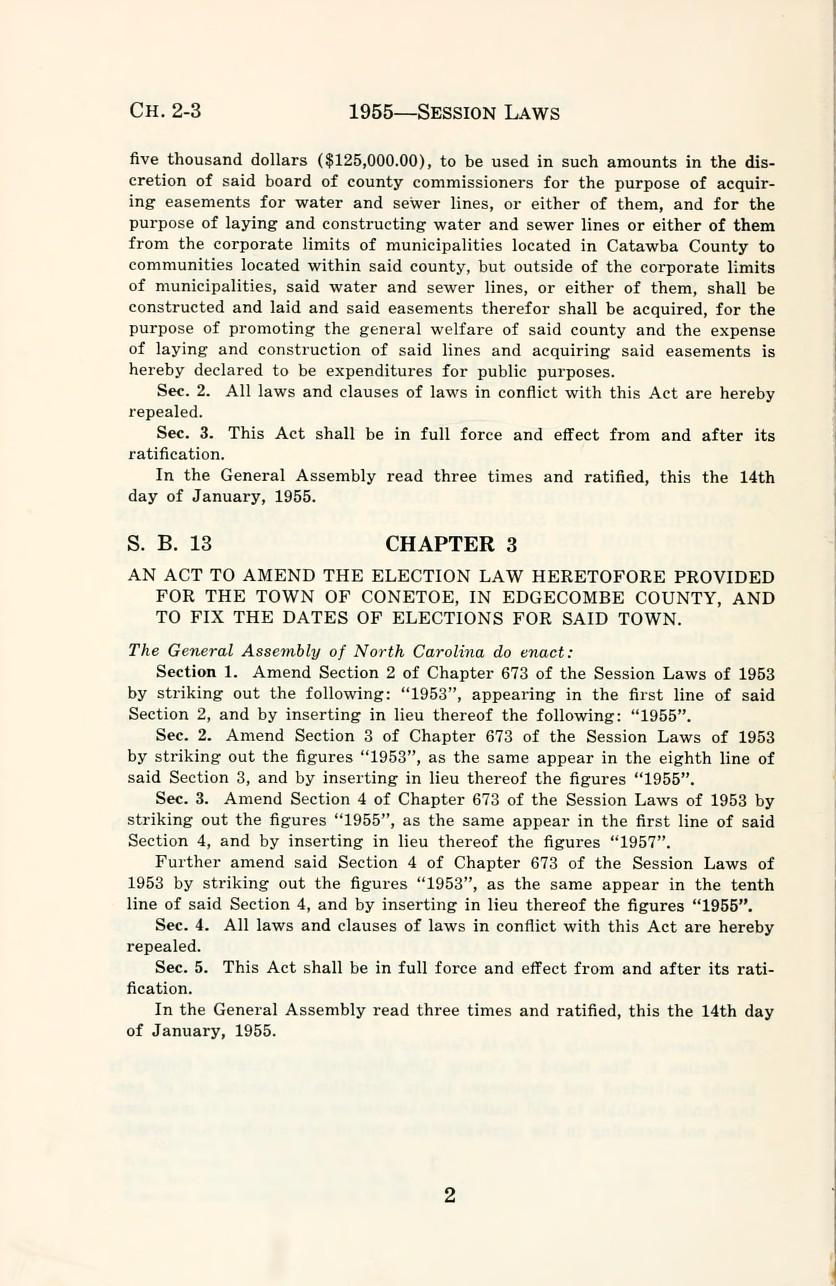 CH. 2-3 1955—SESSION LAWS
five thousand dollars ($125,000.00), to be used in such amounts in the dis-
cretion of said board of county commissioners for the purpose of acquir-
ing easements for water and sewer lines, or either of them, and for the
purpose of laying and constructing water and sewer lines or either of them
from the corporate limits of municipalities located in Catawba County to
communities located within said county, but outside of the corporate limits
of municipalities, said water and sewer lines, or either of them, shall be
constructed and laid and said easements therefor shall be acquired, for the
purpose of promoting the general welfare of said county and the expense
of laying and construction of said lines and acquiring said easements is
hereby declared to be expenditures for public purposes.
Sec. 2. All laws and clauses of laws in conflict with this Act are hereby
repealed.
Sec. 3. This Act shall be in full force and effect from and after its
ratification.
In the General Assembly read three times and ratified, this the 14th
day of January, 1955.
S. B. 13 CHAPTER 3
AN ACT TO AMEND THE ELECTION LAW HERETOFORE PROVIDED
FOR THE TOWN OF CONETOE, IN EDGECOMBE COUNTY, AND
TO FIX THE DATES OF ELECTIONS FOR SAID TOWN.
The General Assembly of North Carolina do enact:
Section 1. Amend Section 2 of Chapter 673 of the Session Laws of 1953
by striking out the following: “1953”, appearing in the first line of said
Section 2, and by inserting in lieu thereof the following: “1955”.
Sec. 2. Amend Section 3 of Chapter 673 of the Session Laws of 1953
by striking out the figures “1953”, as the same appear in the eighth line of
said Section 3, and by inserting in lieu thereof the figures “1955”.
Sec. 3. Amend Section 4 of Chapter 673 of the Session Laws of 1953 by
striking out the figures “1955”, as the same appear in the first line of said
Section 4, and by inserting in lieu thereof the figures “1957”.
Further amend said Section 4 of Chapter 673 of the Session Laws of
1953 by striking out the figures “1953”, as the same appear in the tenth
line of said Section 4, and by inserting in lieu thereof the figures “1955”.
Sec. 4. All laws and clauses of laws in conflict with this Act are hereby
repealed.
Sec. 5. This Act shall be in full force and effect from and after its rati-
fication.
In the General Assembly read three times and ratified, this the 14th day
of January, 1955.
2